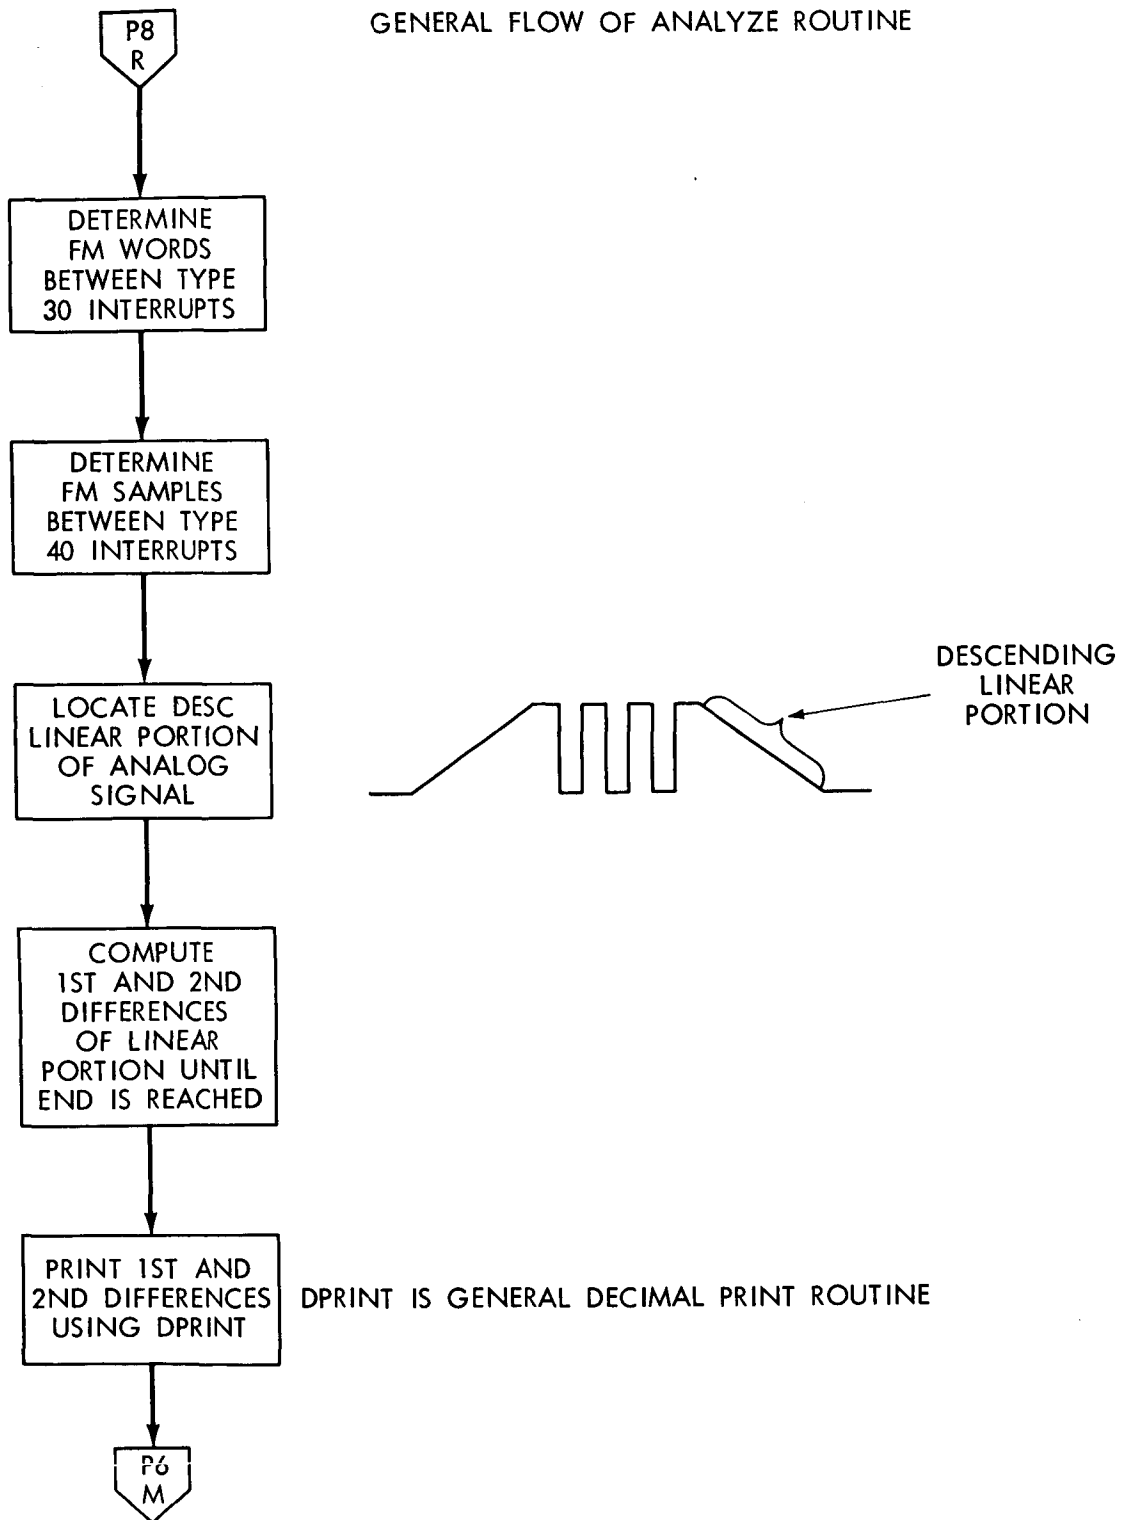 GENERAL FLOW OF ANALYZE ROUTINE
P8
R
DETERMINE
FM WORDS
BETWEEN TYPE
30 INTERRUPTS
DETERMINE
FM SAMPLES
BETWEEN TYPE
40 INTERRUPTS
LOCATE DESC
LINEAR PORTION
OF ANALOG
SIGNAL
DESCENDING
LINEAR
PORTION
COMPUTE
1ST AND 2ND
DIFFERENCES
OF LINEAR
PORTION UNTIL
END IS REACHED
PRINT 1ST AND
2ND DIFFERENCES
USING DPRINT
DPRINT IS GENERAL DECIMAL PRINT ROUTINE
P6
M